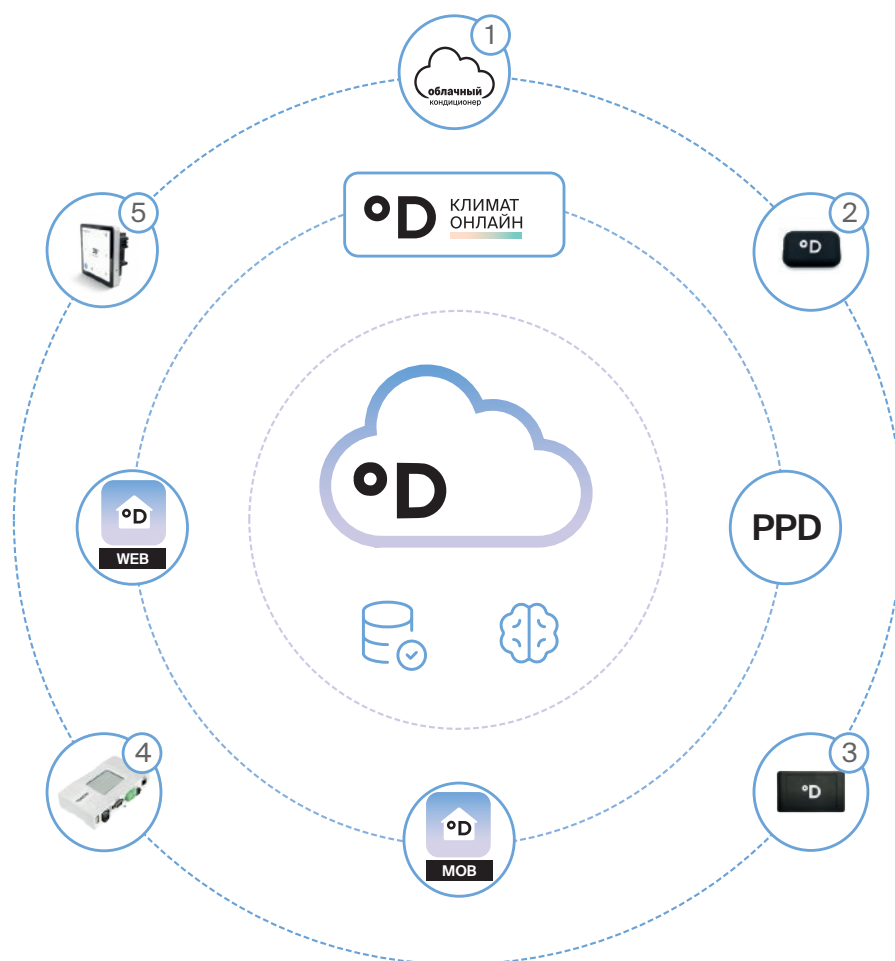 1
облачный
кондиционер
5
°D
КЛИМАТ
ОНЛАЙН
2
°D
°D
°D
WEB
PPD
4
3
°D
°D
MOB